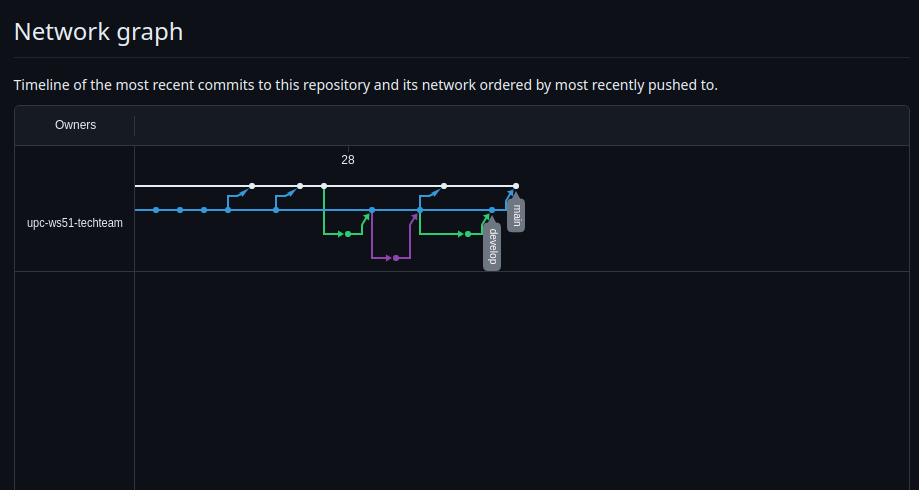 Network graph
Timeline of the most recent commits to this repository and its network ordered by most recently pushed to.
Owners
28
upc-ws51-techteam
main
develop